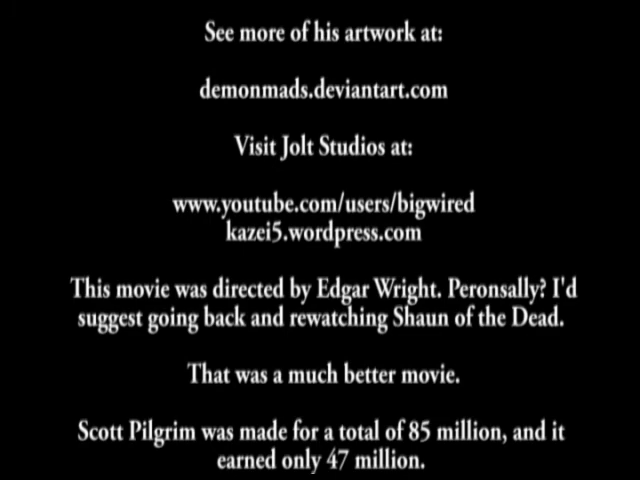 See more of his artwork at:
demonmads.deviantart.com
Visit Jolt Studios at:
www.youtube.com/users/bigwired
kazei5.wordpress.com
This movie was directed by Edgar Wright. Peronsally? I'd
suggest going back and rewatching Shaun of the Dead.
That was a much better movie.
Scott Pilgrim was made for a total of 85 million, and it
earned only 47 million.